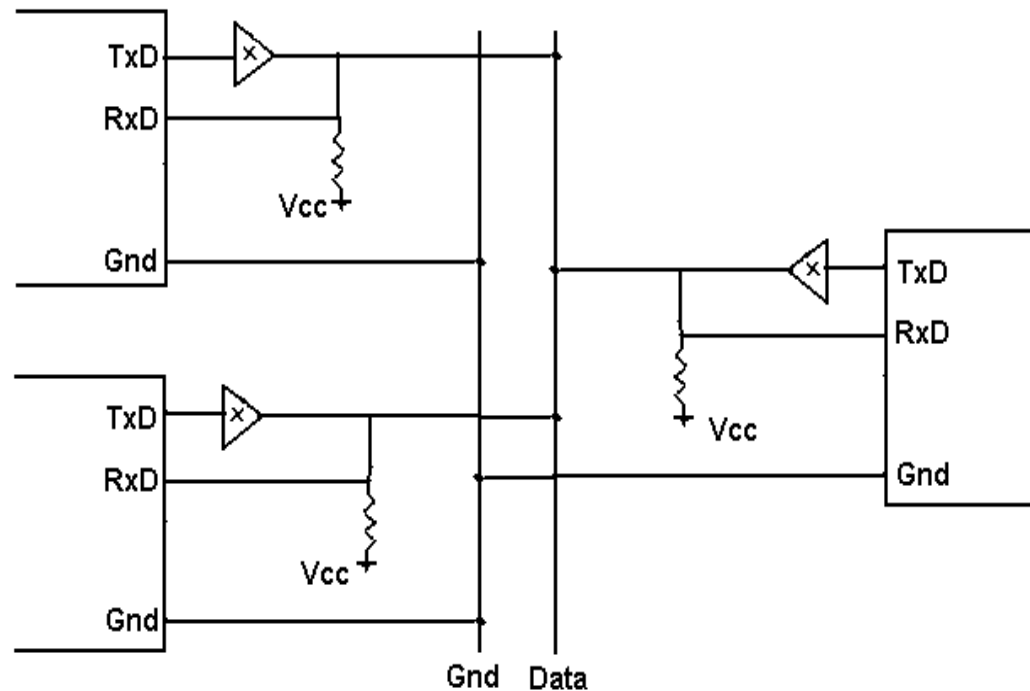 TxD
x
RxD
Vcc
Gnd
x
TxD
RxD
Vcc
Gnd
TxD
x
RxD
Vcc
Gnd
Gnd Data